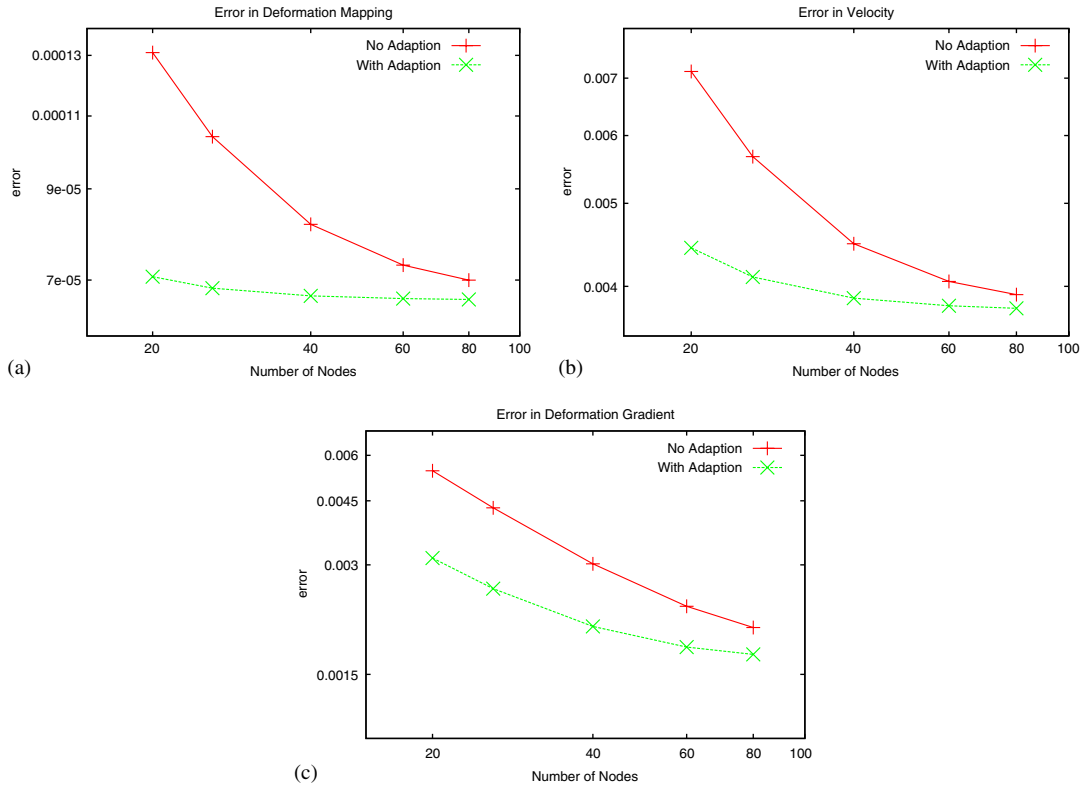 Error in Deformation Mapping
No Adaption
With Adaption
0.00013
0.00011
9e-05
7e-05
error
20
40
60
80
100
Number of Nodes
(a)
Error in Velocity
No Adaption
With Adaption
0.007
0.006
0.005
0.004
error
20
40
60
80
100
Number of Nodes
(b)
Error in Deformation Gradient
No Adaption
With Adaption
0.006
0.0045
0.003
0.0015
error
20
40
60
80
100
Number of Nodes
(c)